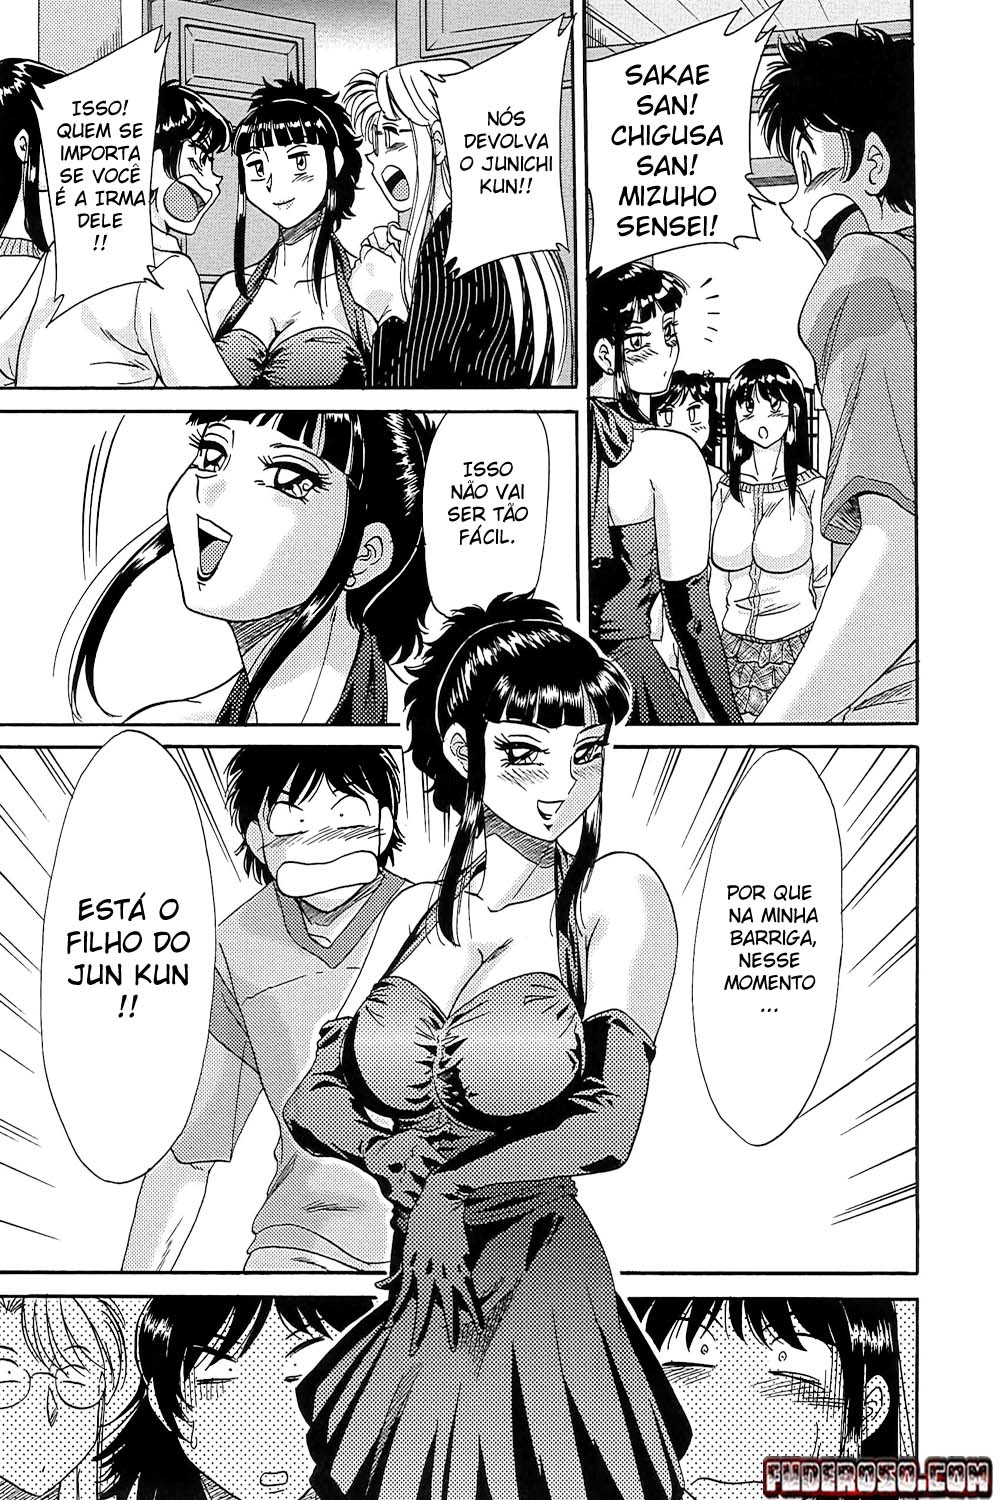 SAKAE
SAN!
CHIGUSA
SAN!
MIZUHO
SENSEI!
NÓS
DEVOLVA
O JUNICHI
KUN!!
ISSO!
QUEM SE
IMPORTA
SE VOCÊ
É A IRMA
DELE
!!
ISSO
NÃO VAI
SER TÃO
FÁCIL.
POR QUE
NA MINHA
BARRIGA,
NESSE
MOMENTO
...
ESTÁ O
FILHO DO
JUN KUN
!!
FUDEROSO.COM